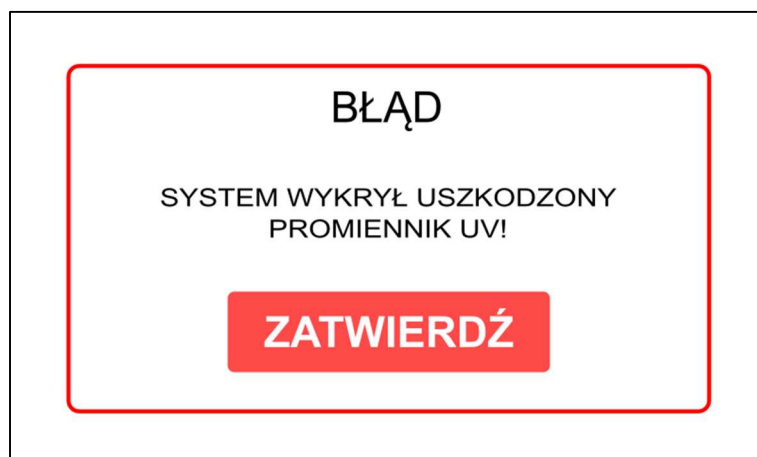 BŁĄD
SYSTEM WYKRYŁ USZKODZONY
PROMIENNIK UV!
ZATWIERDŹ